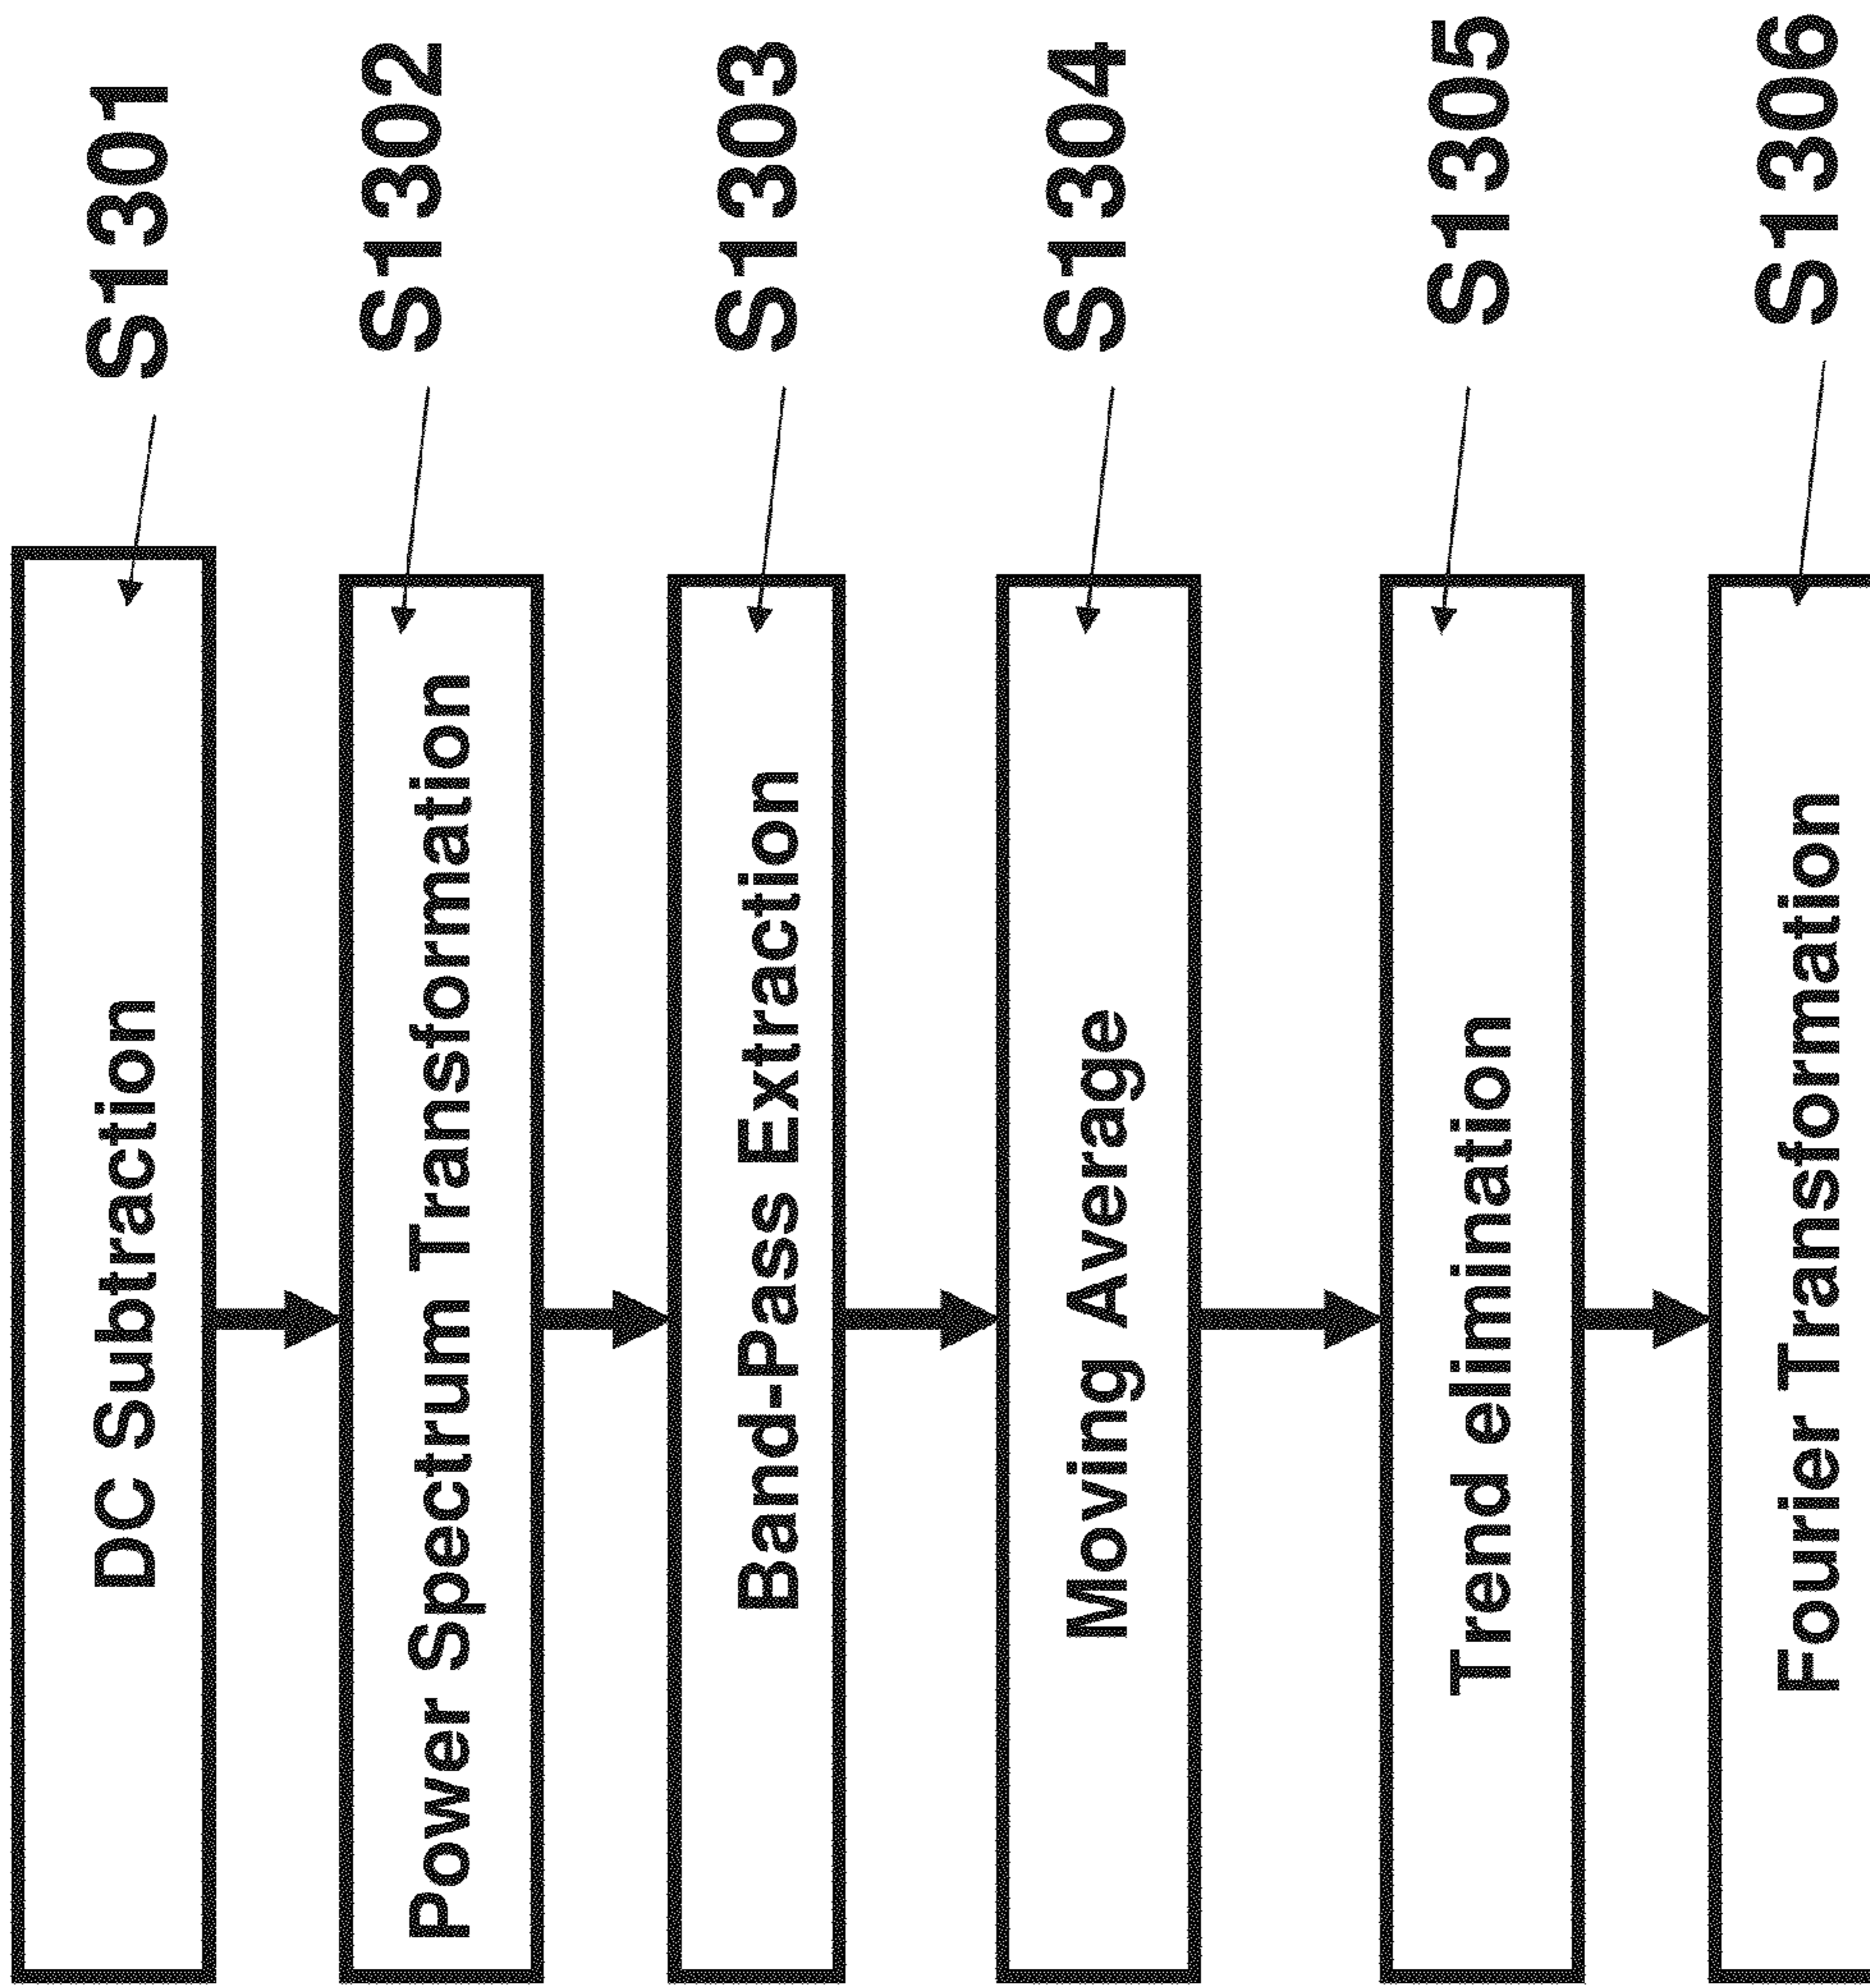 DC Subtraction
S1301
Power Spectrum Transformation
S1302
Band-Pass Extraction
S1303
Moving Average
S1304
Trend elimination
S1305
Fourier Transformation
S1306